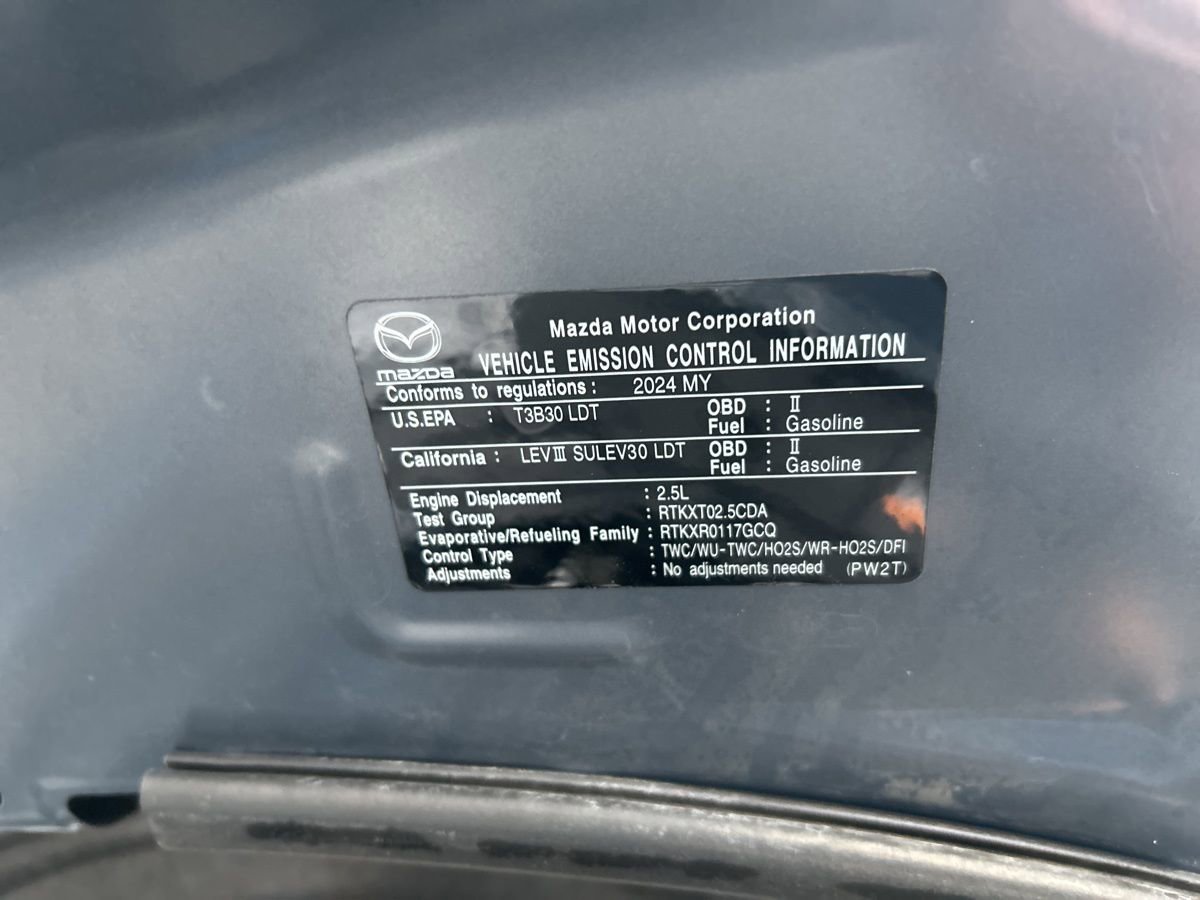 Mazda Motor Corporation
mazda VEHICLE EMISSION CONTROL INFORMATION
Conforms to regulations : 2024 MY
U.S.EPA : T3B30 LDT OBD : II
Fuel : Gasoline
California : LEV III SULEV30 LDT OBD : II
Fuel : Gasoline
Engine Displacement : 2.5L
Test Group : RTKXT02.5CDA
Evaporative/Refueling Family : RTKXR0117GCQ
Control Type : TWC/WU-TWC/HO2S/WR-HO2S/DFI
Adjustments : No adjustments needed (PW2T)